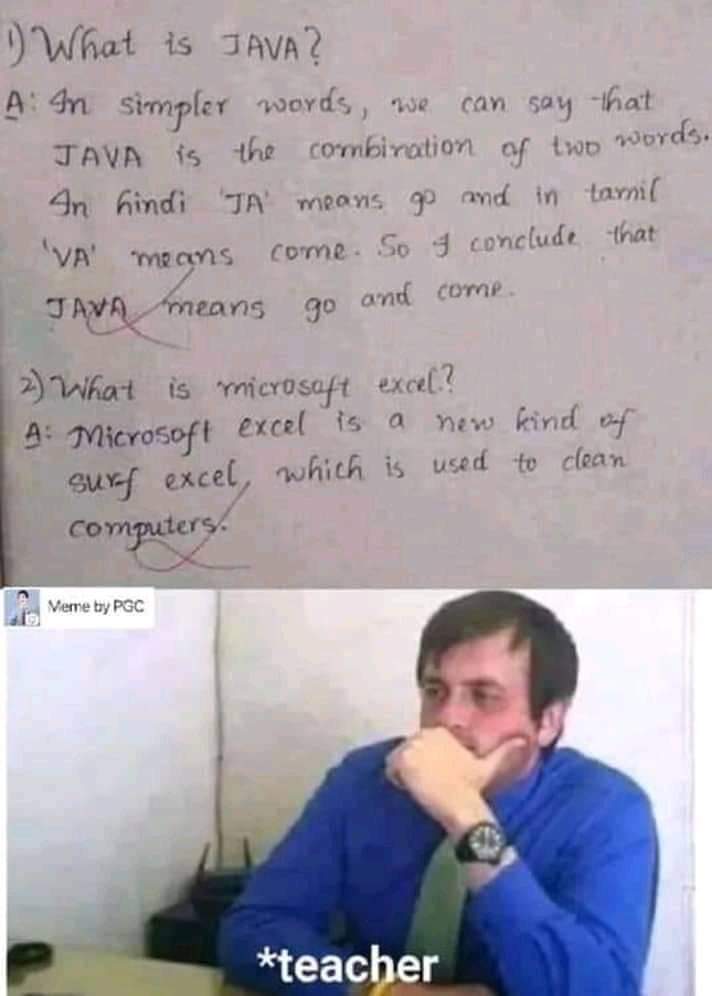 1) What is JAVA?
A: In simpler words, we can say that
JAVA is the combination of two words.
In hindi 'JA' means go and in tamil
'VA' means come. So I conclude that
JAVA means go and come.
2) What is microsoft excel?
A: Microsoft excel is a new kind of
surf excel, which is used to clean
computers.
Meme by PGC
*teacher